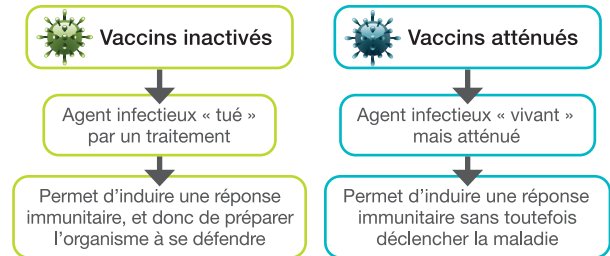 Vaccins inactivés
Agent infectieux « tué »
par un traitement
Permet d’induire une réponse
immunitaire, et donc de préparer
l’organisme à se défendre
Vaccins atténués
Agent infectieux « vivant »
mais atténué
Permet d’induire une réponse
immunitaire sans toutefois
déclencher la maladie